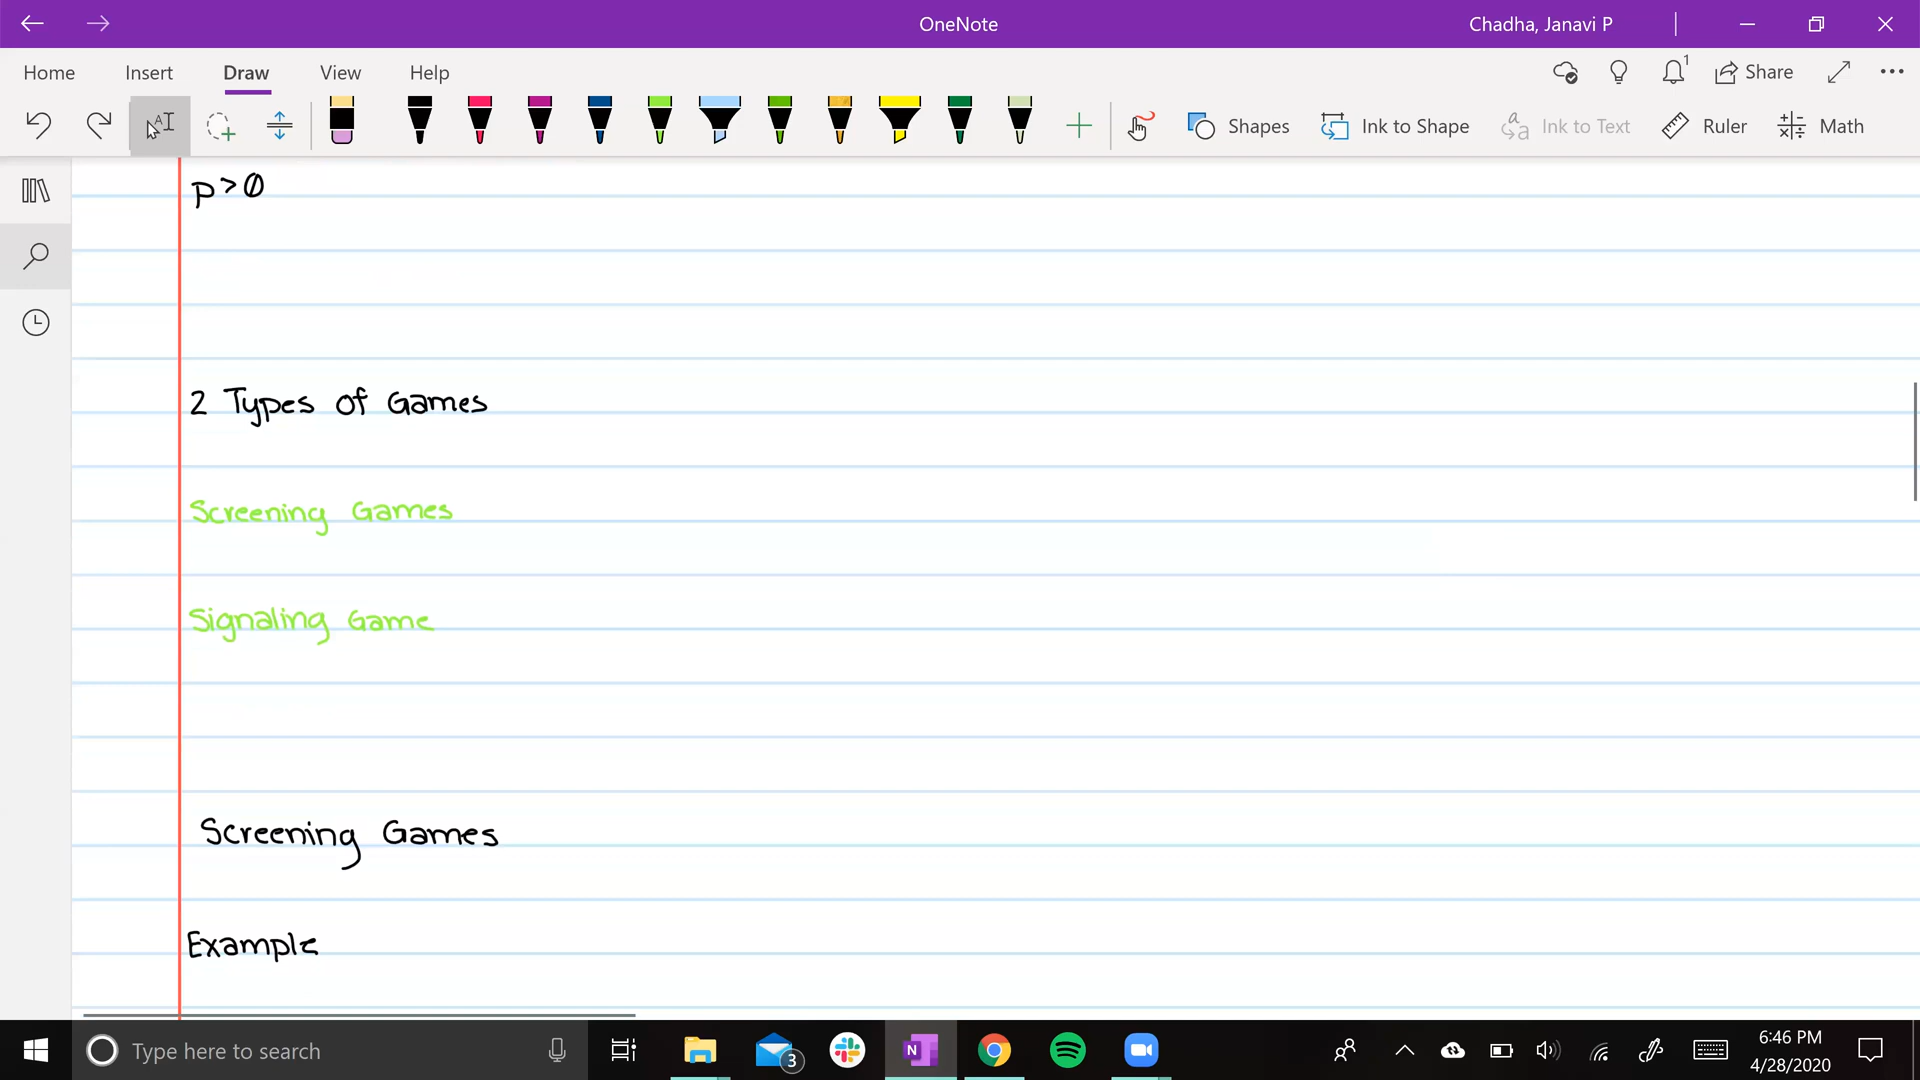 OneNote
Chadha, Janavi P
Home Insert Draw View Help
1 Share
Shapes Ink to Shape Ink to Text Ruler Math
p>0
2 Types of Games
Screening Games
Signaling Game
Screening Games
Example
Type here to search
3
N
6:46 PM
4/28/2020